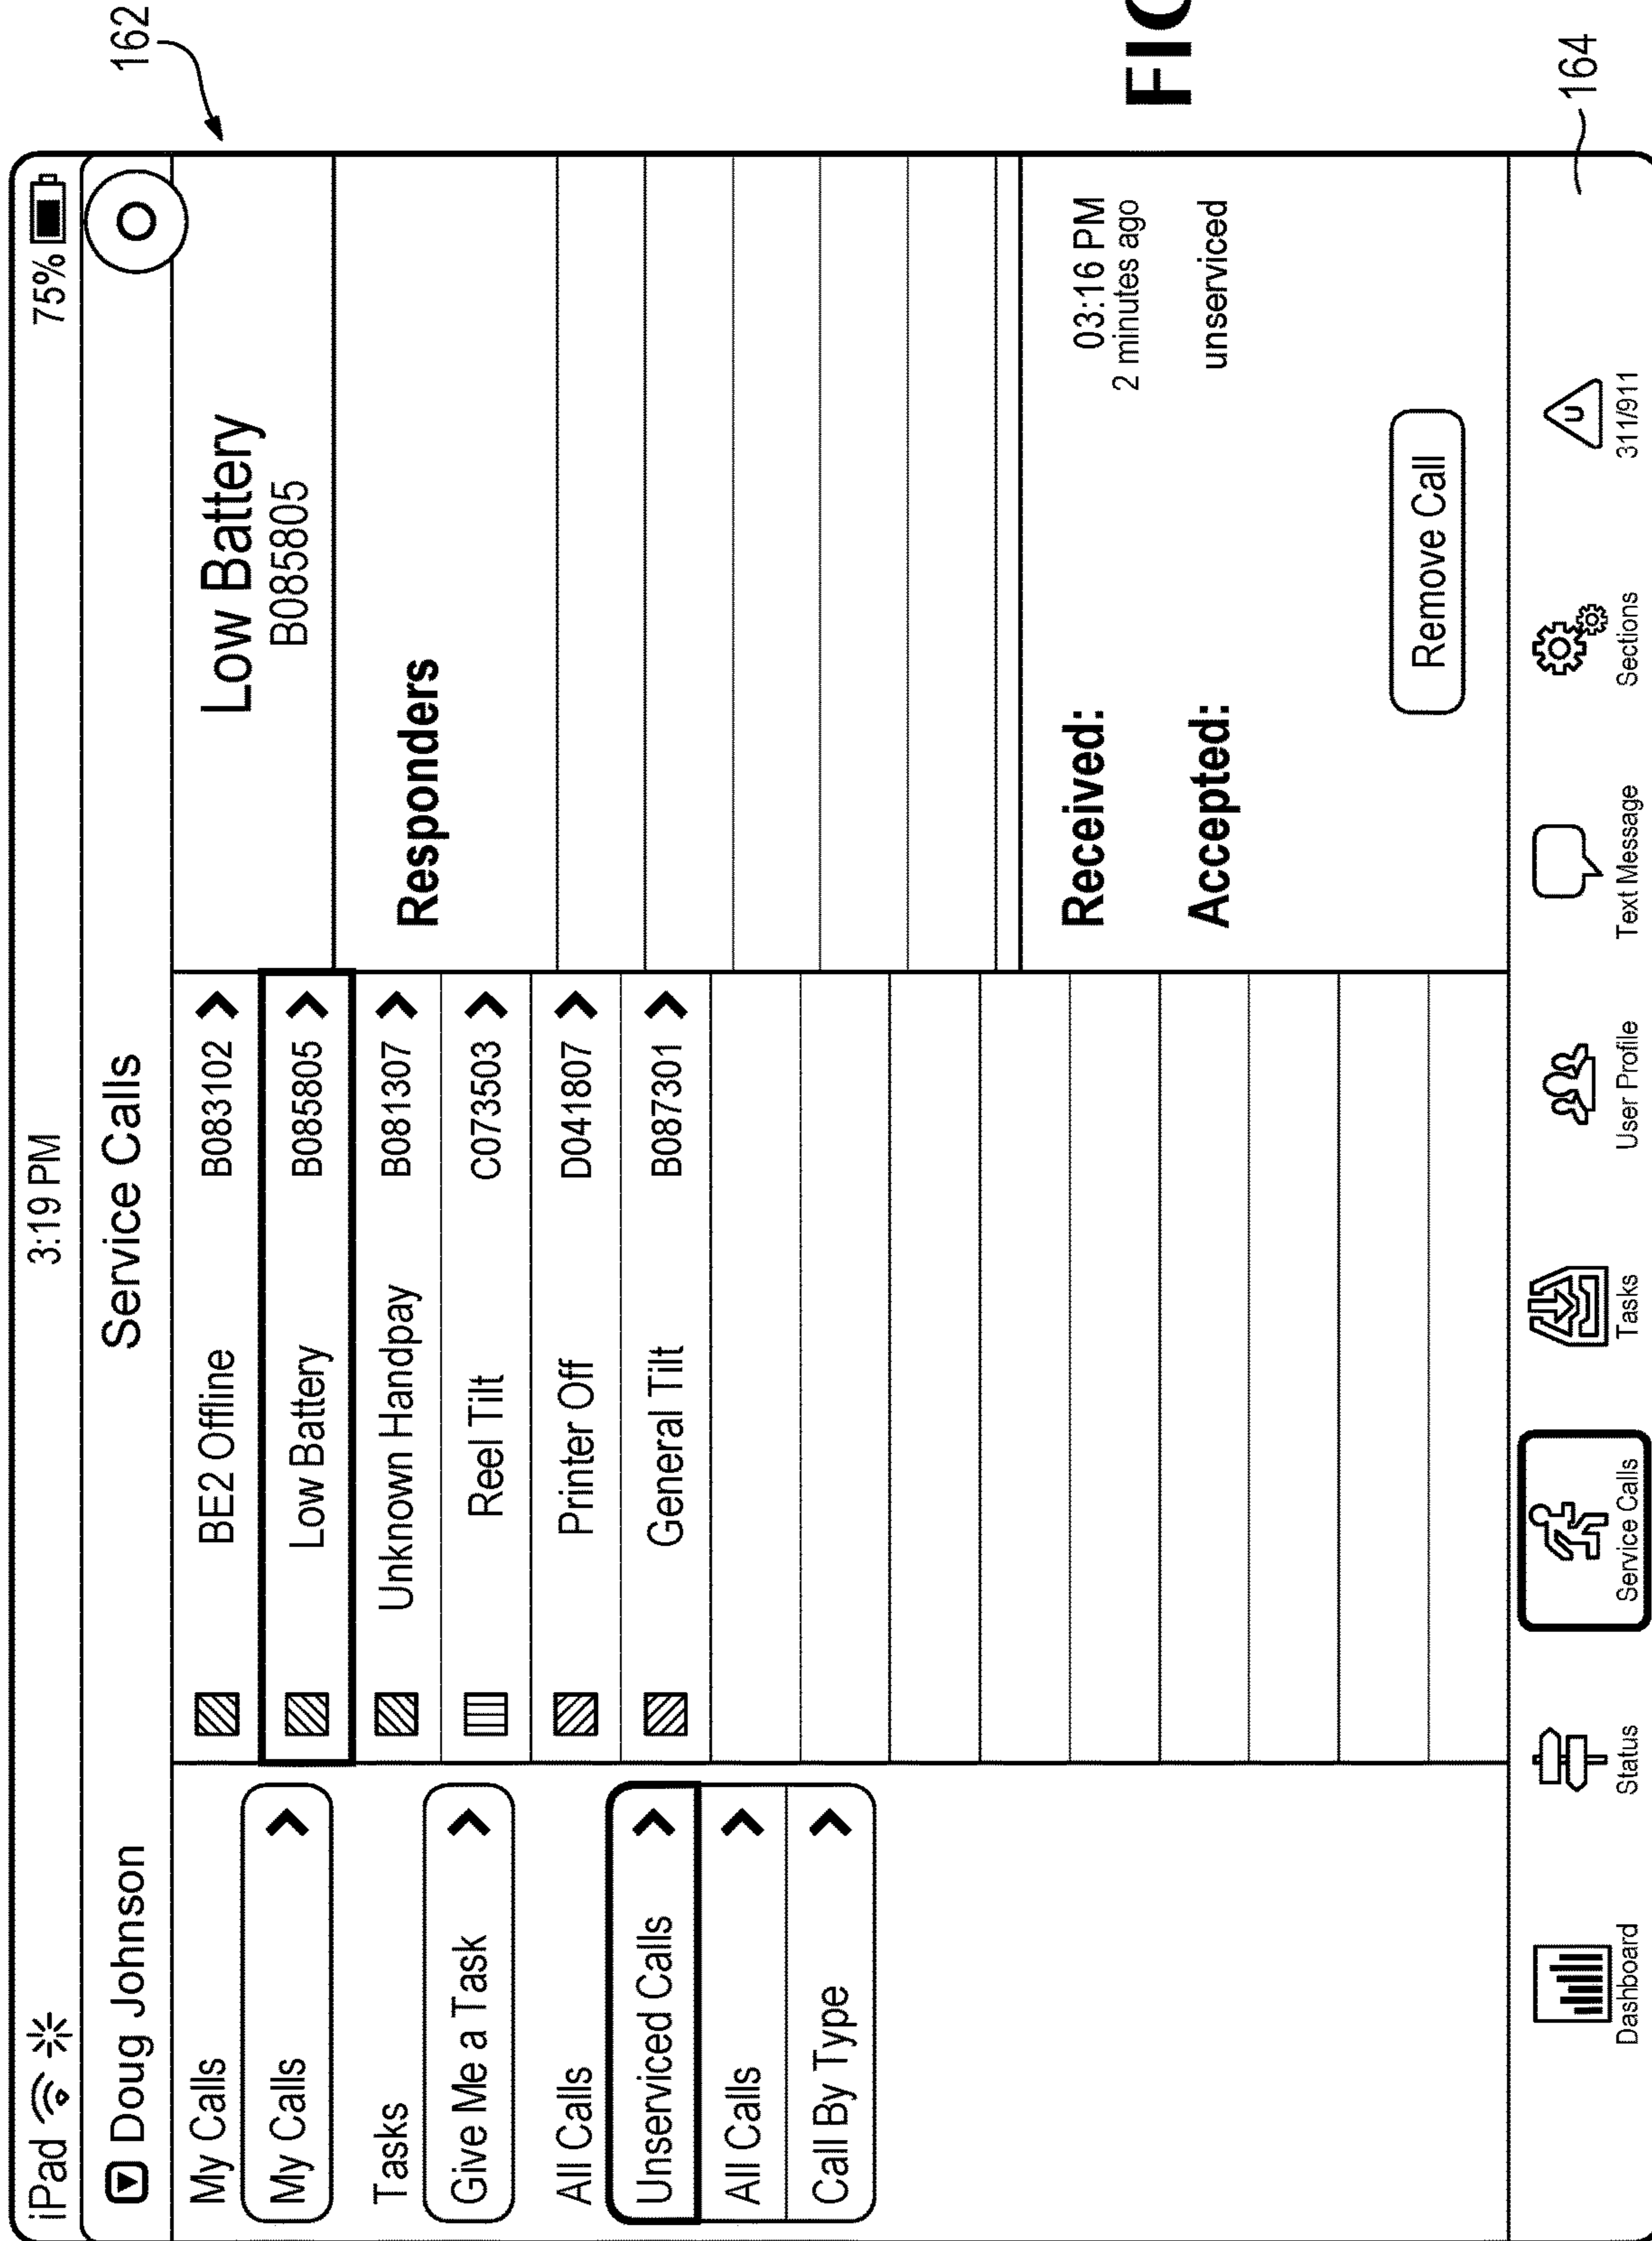 iPad 3:19 PM 75%
Doug Johnson Service Calls
162
My Calls
My Calls
Tasks
Give Me a Task
All Calls
Unserviced Calls
All Calls
Call By Type
BE2 Offline B083102
Low Battery B085805
Unknown Handpay B081307
Reel Tilt C073503
Printer Off D041807
General Tilt B087301
Low Battery
B085805
Responders
Received: 03:16 PM
2 minutes ago
Accepted: unserviced
Remove Call
Dashboard Status Service Calls Tasks User Profile Text Message Sections 311/911
164